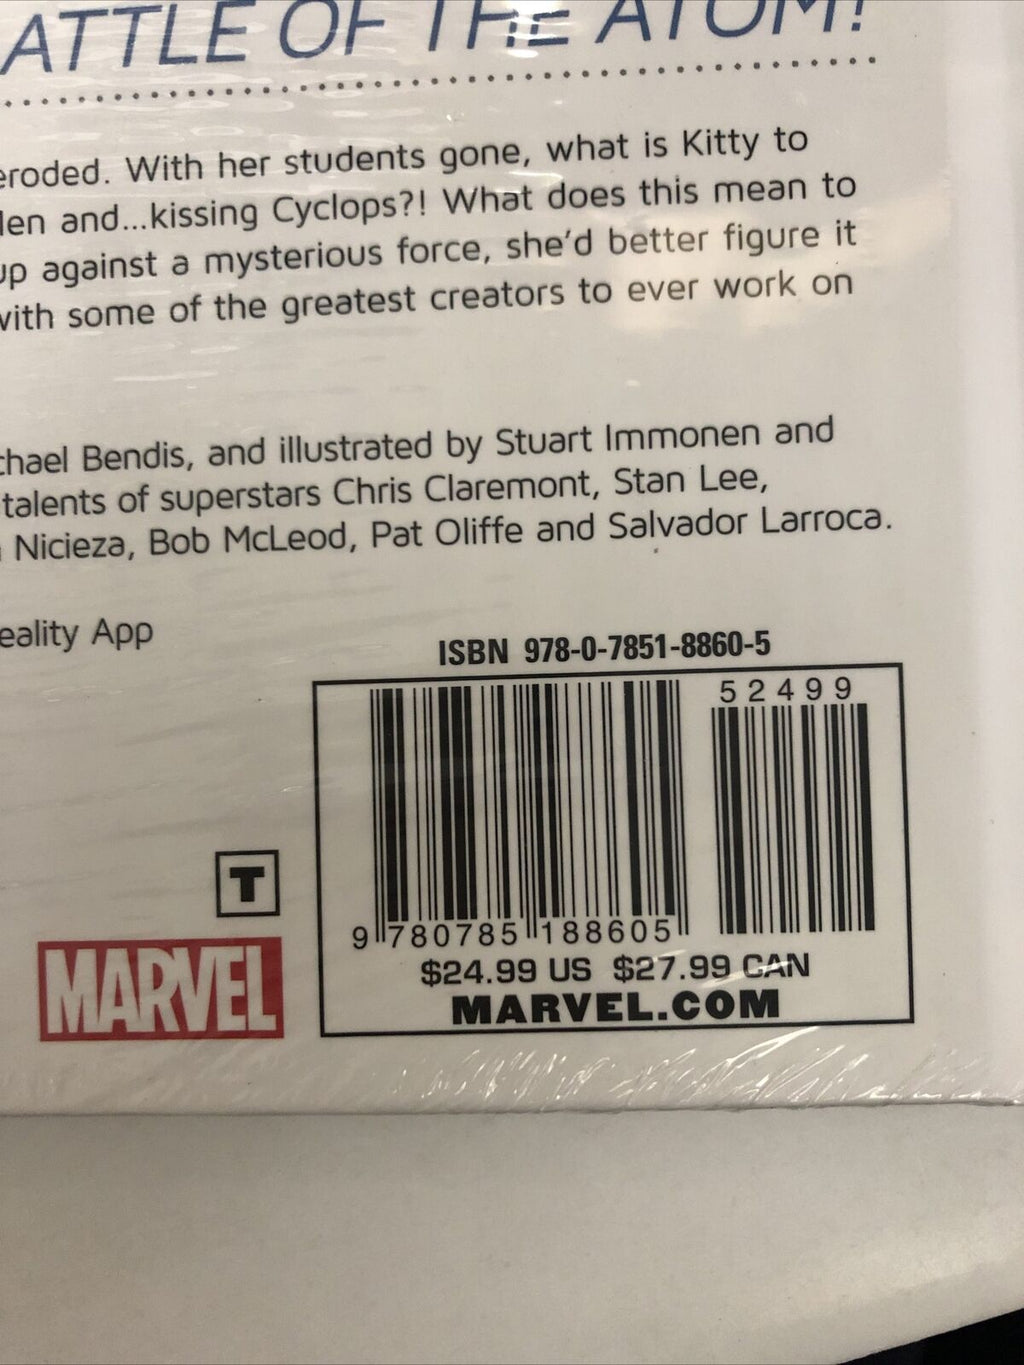 ATTLE OF THE ATOM!
eroded. With her students gone, what is Kitty to
len and...kissing Cyclops?! What does this mean to
up against a mysterious force, she'd better figure it
with some of the greatest creators to ever work on
chael Bendis, and illustrated by Stuart Immonen and
talents of superstars Chris Claremont, Stan Lee,
Nicieza, Bob McLeod, Pat Oliffe and Salvador Larroca.
eality App
ISBN 978-0-7851-8860-5
52499
9 780785 188605
$24.99 US $27.99 CAN
MARVEL.COM
T
MARVEL